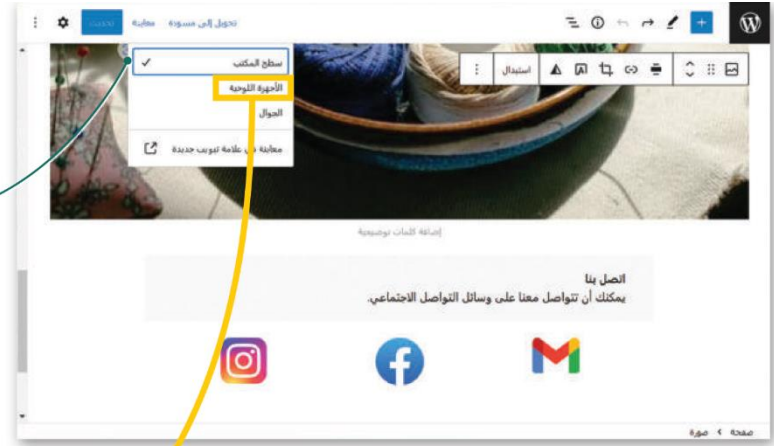 تحويل إلى مسودة
معاينة
تحديث
سطح المكتب
الأجهزة اللوحية
الجوال
معاينة في علامة تبويب جديدة
استبدال
إضافة كلمات توضيحية
اتصل بنا
يمكنك أن تتواصل معنا على وسائل التواصل الاجتماعي.
صفحة › صورة